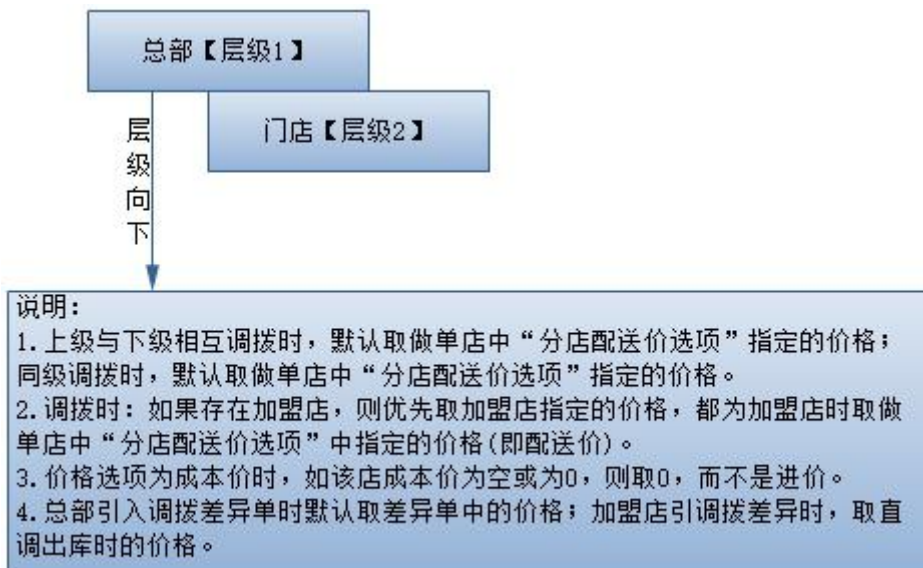 总部【层级1】
门店【层级2】
层级向下
说明：
1.上级与下级相互调拨时，默认取做单店中“分店配送价选项”指定的价格；
同级调拨时，默认取做单店中“分店配送价选项”指定的价格。
2.调拨时：如果存在加盟店，则优先取加盟店指定的价格，都为加盟店时取做
单店中“分店配送价选项”中指定的价格(即配送价)。
3.价格选项为成本价时，如该店成本价为空或为0，则取0，而不是进价。
4.总部引入调拨差异单时默认取差异单中的价格；加盟店引调拨差异时，取直
调出库时的价格。